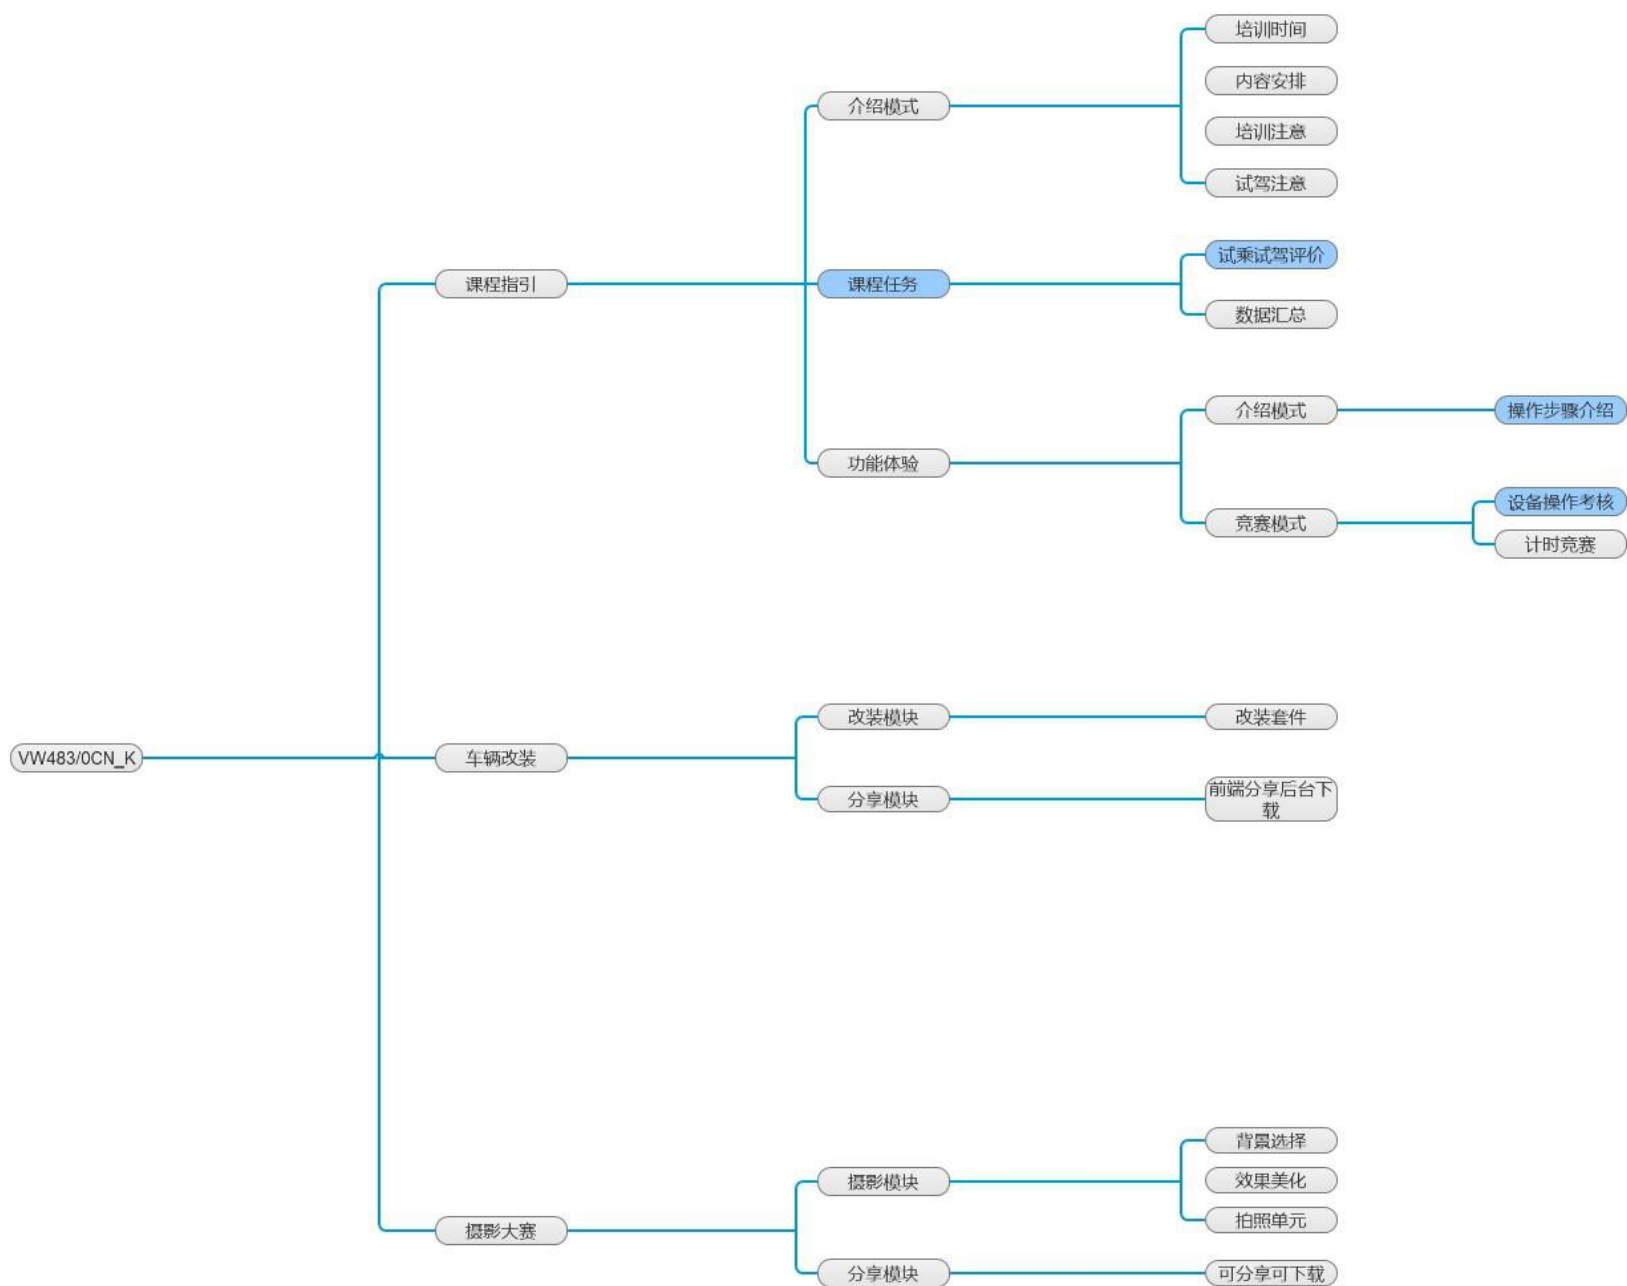 培训时间
内容安排
介绍模式
培训注意
试驾注意
试乘试驾评价
课程指引
课程任务
数据汇总
介绍模式
操作步骤介绍
功能体验
设备操作考核
竞赛模式
计时竞赛
改装模块
改装套件
VW483/0CN_K
车辆改装
分享模块
前端分享后台下
载
背景选择
摄影模块
效果美化
拍照单元
摄影大赛
分享模块
可分享可下载